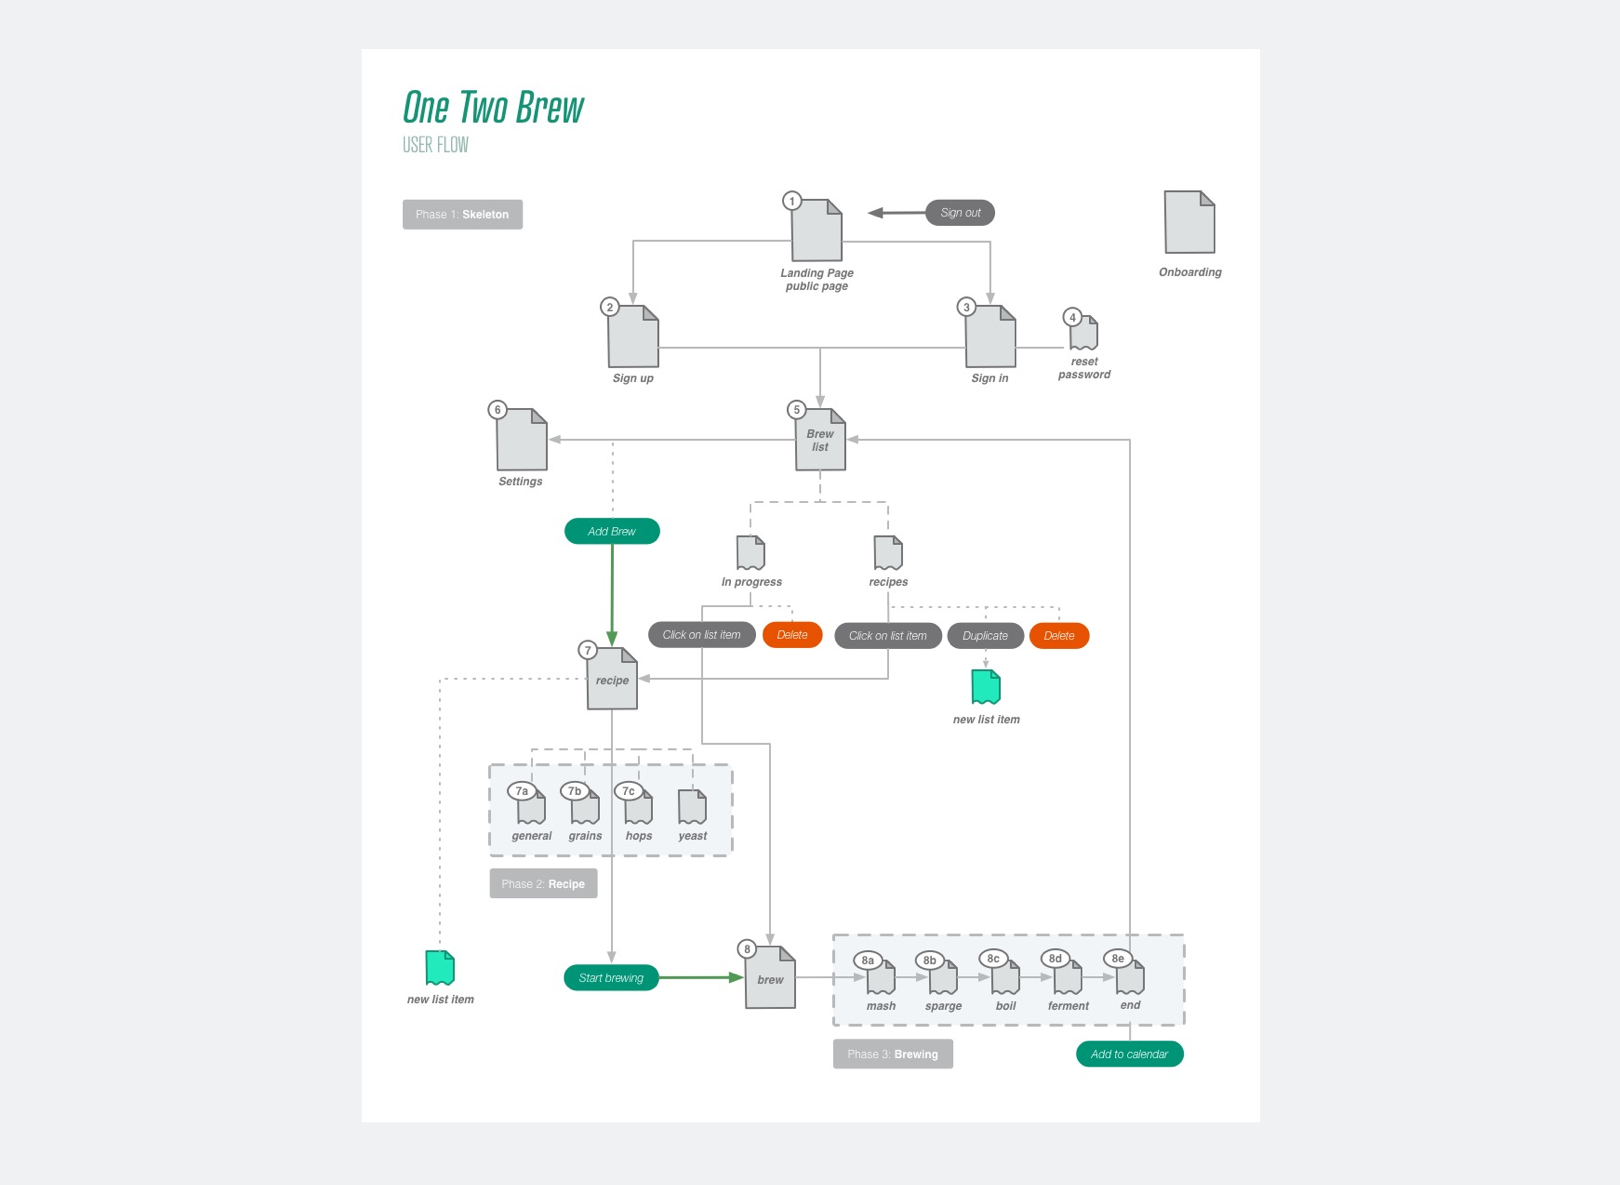 One Two Brew
USER FLOW
Phase 1: Skeleton
1
Sign out
Landing Page
public page
Onboarding
2
3
4
Sign up
Sign in
reset
password
6
5
Brew
list
Settings
Add Brew
in progress
recipes
Click on list item
Delete
Click on list item
Duplicate
Delete
7
recipe
new list item
7a
7b
7c
general
grains
hops
yeast
Phase 2: Recipe
new list item
Start brewing
8
brew
8a
8b
8c
8d
8e
mash
sparge
boil
ferment
end
Phase 3: Brewing
Add to calendar